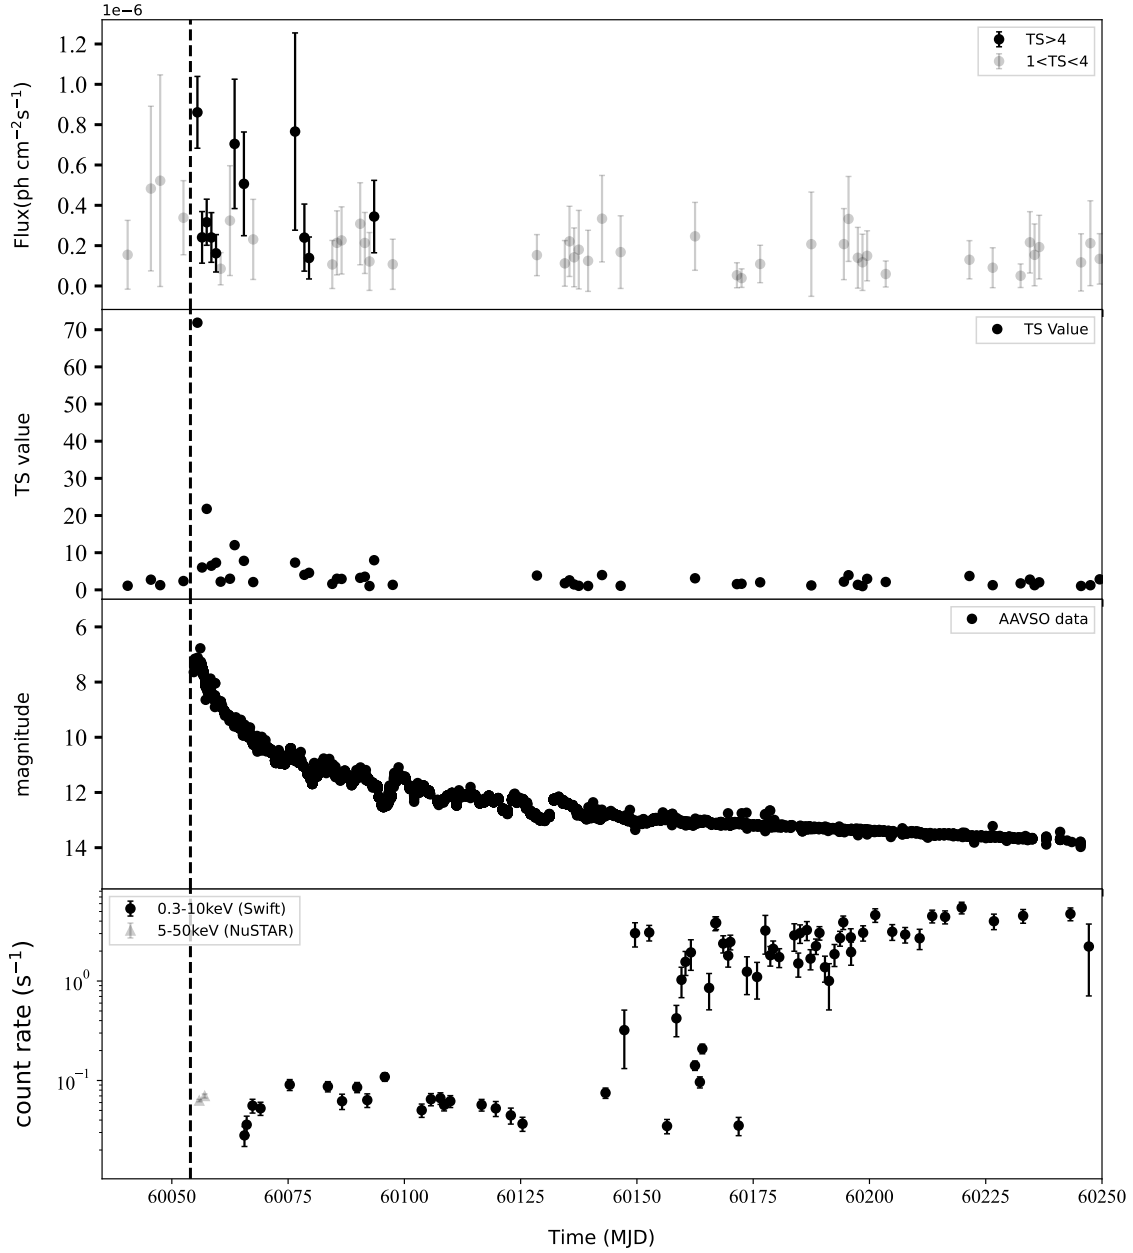 1e−6
1.2
1.0
0.8
0.6
0.4
0.2
0.0
Flux(ph cm⁻²s⁻¹)
TS>4
1<TS<4
70
60
50
40
30
20
10
0
TS value
TS Value
6
8
10
12
14
magnitude
AAVSO data
10⁰
10⁻¹
count rate (s⁻¹)
0.3-10keV (Swift)
5-50keV (NuSTAR)
60050 60075 60100 60125 60150 60175 60200 60225 60250
Time (MJD)